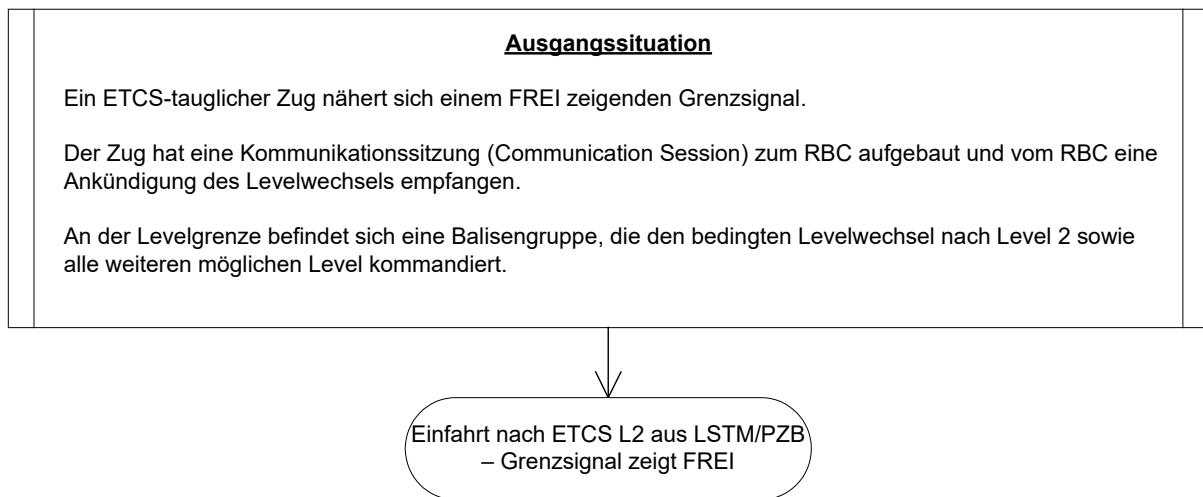 Ausgangssituation
Ein ETCS-tauglicher Zug nähert sich einem FREI zeigenden Grenzsignal.
Der Zug hat eine Kommunikationssitzung (Communication Session) zum RBC aufgebaut und vom RBC eine
Ankündigung des Levelwechsels empfangen.
An der Levelgrenze befindet sich eine Balisengruppe, die den bedingten Levelwechsel nach Level 2 sowie
alle weiteren möglichen Level kommandiert.
Einfahrt nach ETCS L2 aus LSTM/PZB
– Grenzsignal zeigt FREI